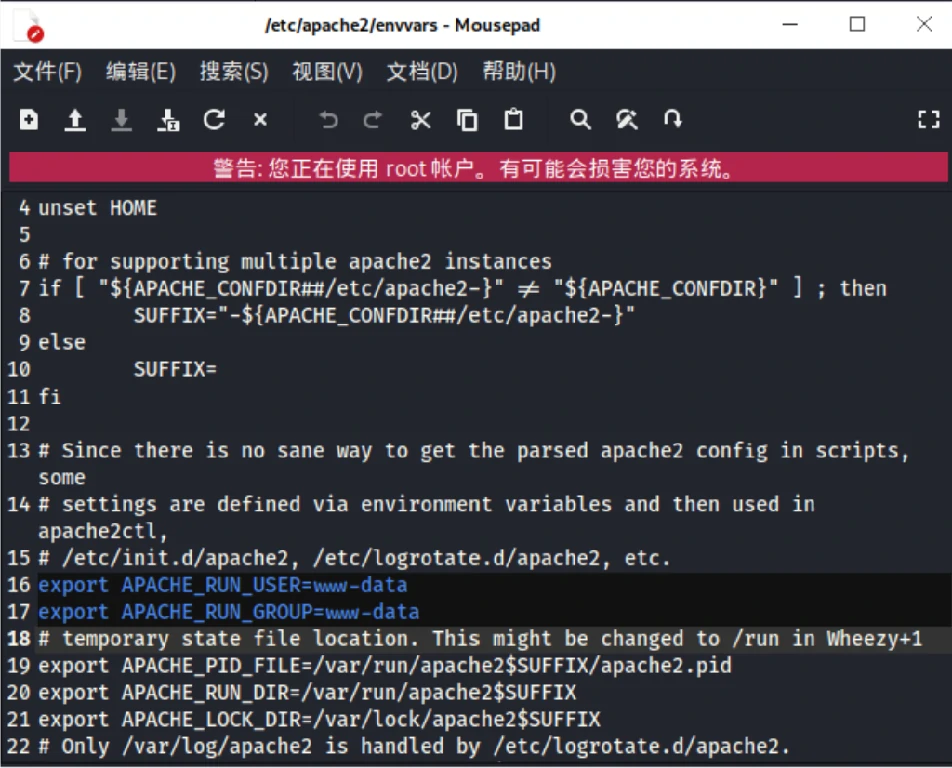 /etc/apache2/envvars - Mousepad
文件(F) 编辑(E) 搜索(S) 视图(V) 文档(D) 帮助(H)
警告: 您正在使用 root 帐户。有可能会损害您的系统。
4 unset HOME
5
6 # for supporting multiple apache2 instances
7 if [ "${APACHE_CONFDIR##/etc/apache2-}" ≠ "${APACHE_CONFDIR}" ] ; then
8 SUFFIX="-${APACHE_CONFDIR##/etc/apache2-}"
9 else
10 SUFFIX=
11 fi
12
13 # Since there is no sane way to get the parsed apache2 config in scripts,
some
14 # settings are defined via environment variables and then used in
apache2ctl,
15 # /etc/init.d/apache2, /etc/logrotate.d/apache2, etc.
16 export APACHE_RUN_USER=www-data
17 export APACHE_RUN_GROUP=www-data
18 # temporary state file location. This might be changed to /run in Wheezy+1
19 export APACHE_PID_FILE=/var/run/apache2$SUFFIX/apache2.pid
20 export APACHE_RUN_DIR=/var/run/apache2$SUFFIX
21 export APACHE_LOCK_DIR=/var/lock/apache2$SUFFIX
22 # Only /var/log/apache2 is handled by /etc/logrotate.d/apache2.